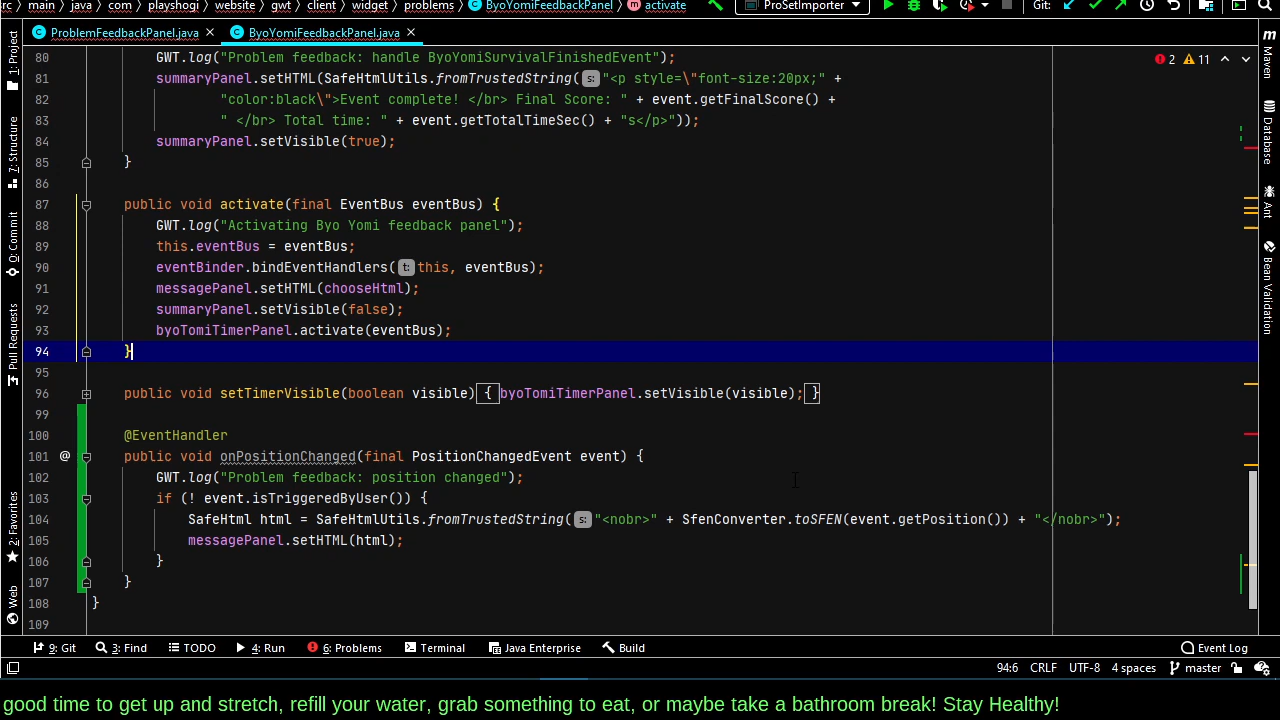 rc main java com playshogi website gwt client widget problems ByoYomiFeedbackPanel activate ProSetImporter Git:
ProblemFeedbackPanel.java ByoYomiFeedbackPanel.java
2 11
1: Project
7: Structure
0: Commit
Pull Requests
2: Favorites
Web
80 GWT.log("Problem feedback: handle ByoYomiSurvivalFinishedEvent");
81 summaryPanel.setHTML(SafeHtmlUtils.fromTrustedString( s: "<p style=\"font-size:20px;" +
82 "color:black\">Event complete! </br> Final Score: " + event.getFinalScore() +
83 " </br> Total time: " + event.getTotalTimeSec() + "s</p>"));
84 summaryPanel.setVisible(true);
85 }
86
87 public void activate(final EventBus eventBus) {
88 GWT.log("Activating Byo Yomi feedback panel");
89 this.eventBus = eventBus;
90 eventBinder.bindEventHandlers( t: this, eventBus);
91 messagePanel.setHTML(chooseHtml);
92 summaryPanel.setVisible(false);
93 byoTomiTimerPanel.activate(eventBus);
94 }
95
96 public void setTimerVisible(boolean visible) { byoTomiTimerPanel.setVisible(visible); }
99
100 @EventHandler
101 @ public void onPositionChanged(final PositionChangedEvent event) {
102 GWT.log("Problem feedback: position changed");
103 if (! event.isTriggeredByUser()) {
104 SafeHtml html = SafeHtmlUtils.fromTrustedString( s: "<nobr>" + SfenConverter.toSFEN(event.getPosition()) + "</nobr>");
105 messagePanel.setHTML(html);
106 }
107 }
108 }
109
Maven
Database
Ant
Bean Validation
9: Git 3: Find TODO 4: Run 6: Problems Terminal Java Enterprise Build Event Log
94:6 CRLF UTF-8 4 spaces master
good time to get up and stretch, refill your water, grab something to eat, or maybe take a bathroom break! Stay Healthy!